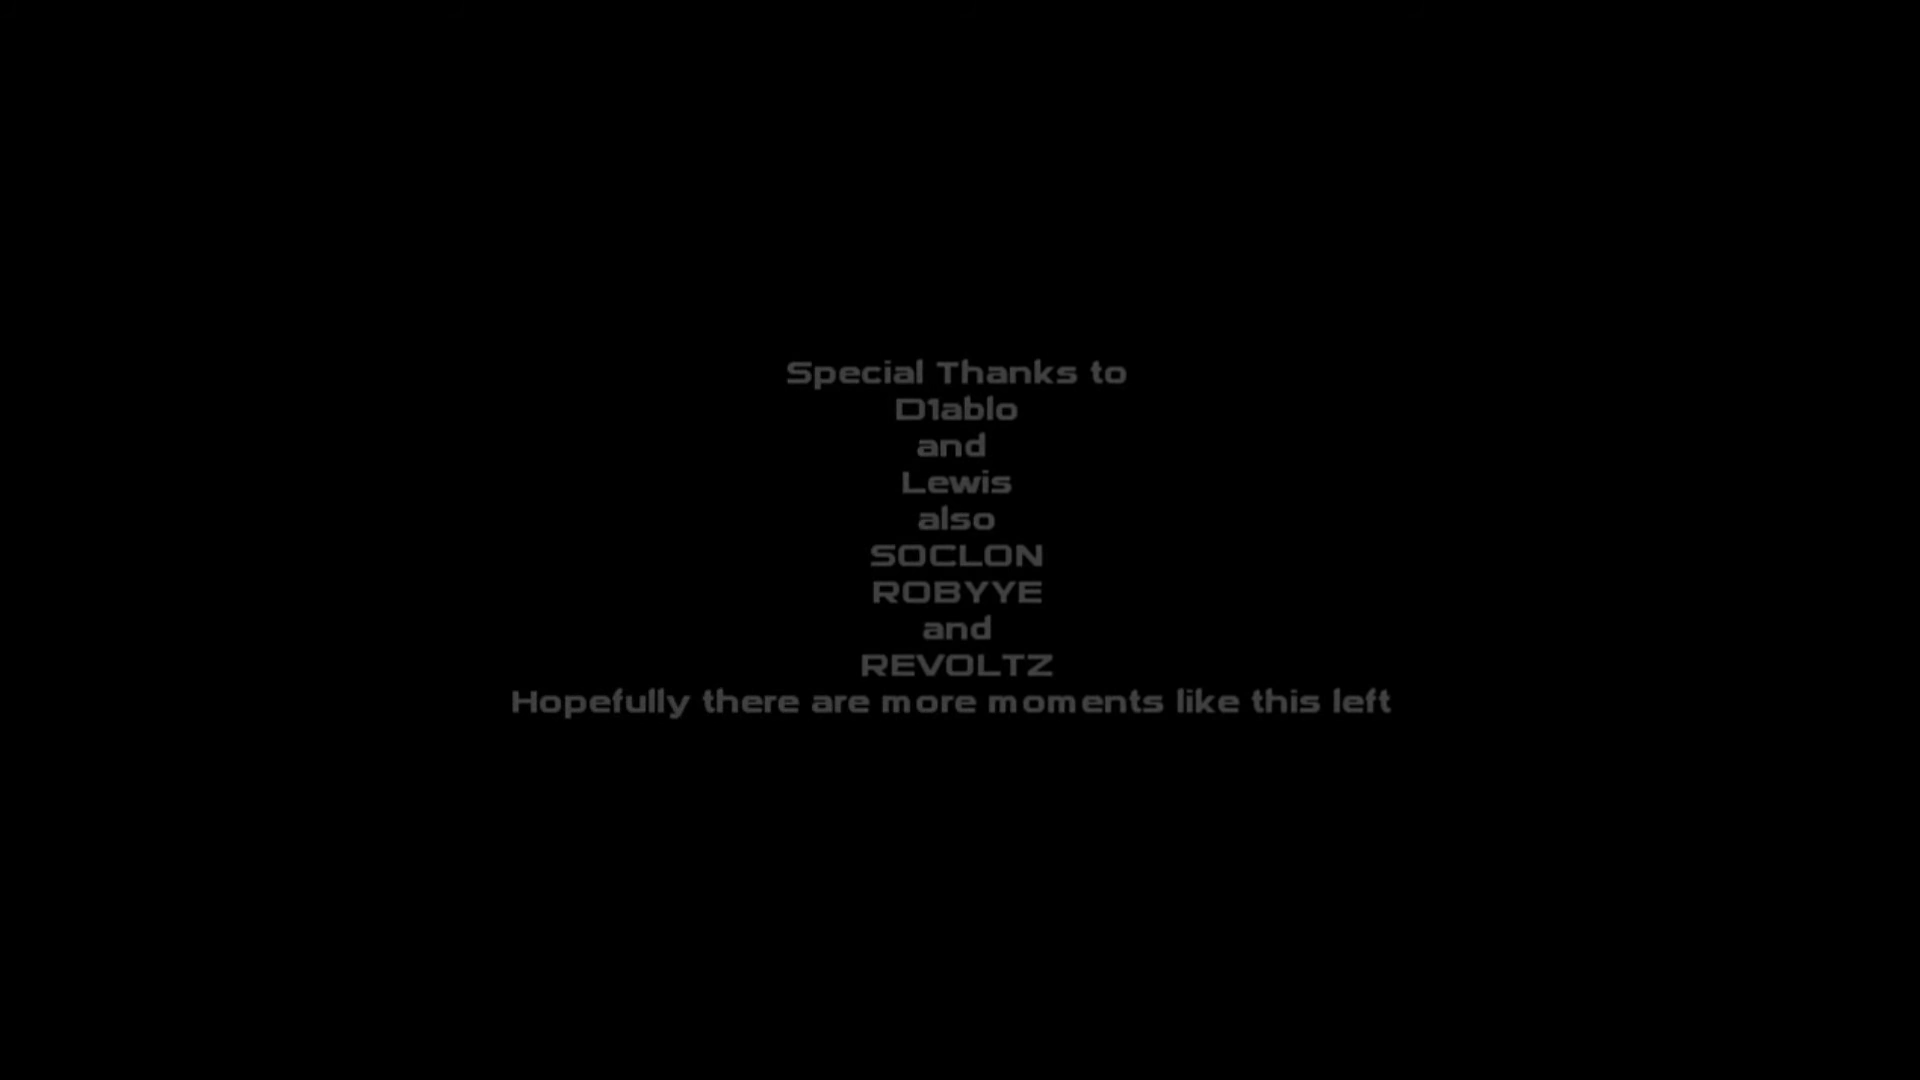 Special Thanks to
D1ablo
and
Lewis
also
SOCLON
ROBYYE
and
REVOLTZ
Hopefully there are more moments like this left